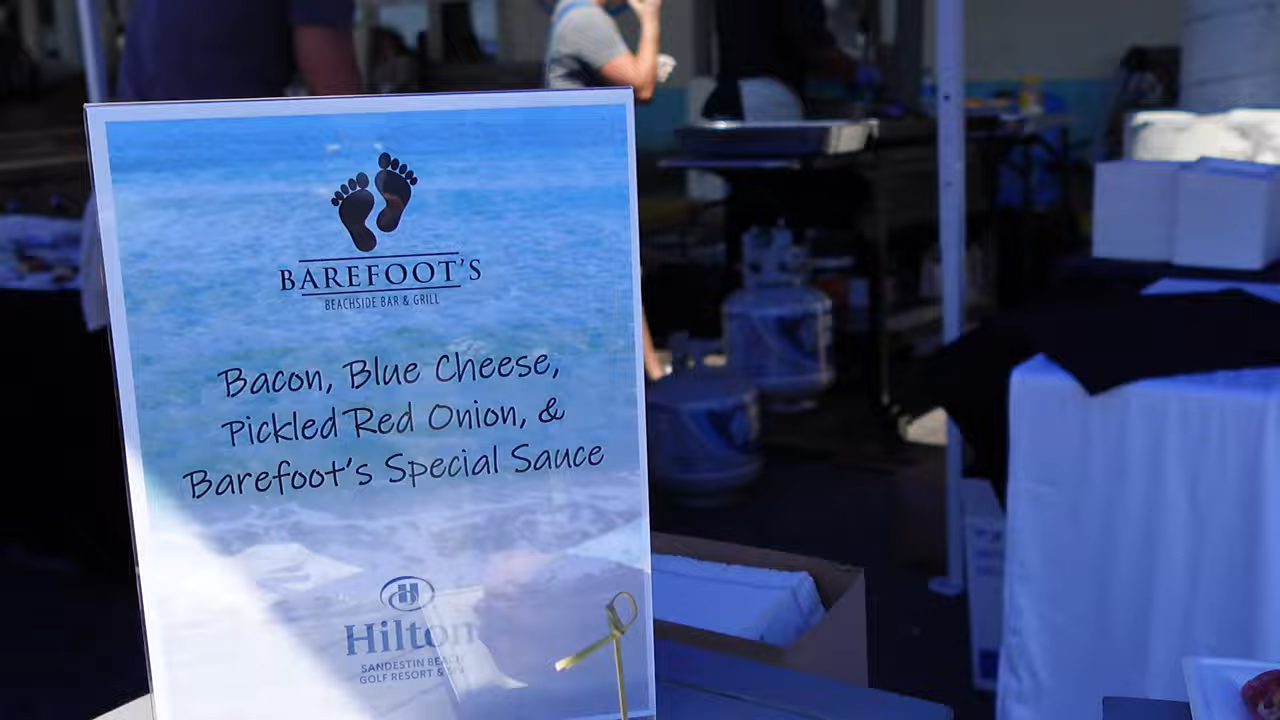 BAREFOOT'S
BEACHSIDE BAR & GRILL
Bacon, Blue Cheese,
Pickled Red Onion, &
Barefoot's Special Sauce
H
Hilton
SANDESTIN BEACH
GOLF RESORT & SPA